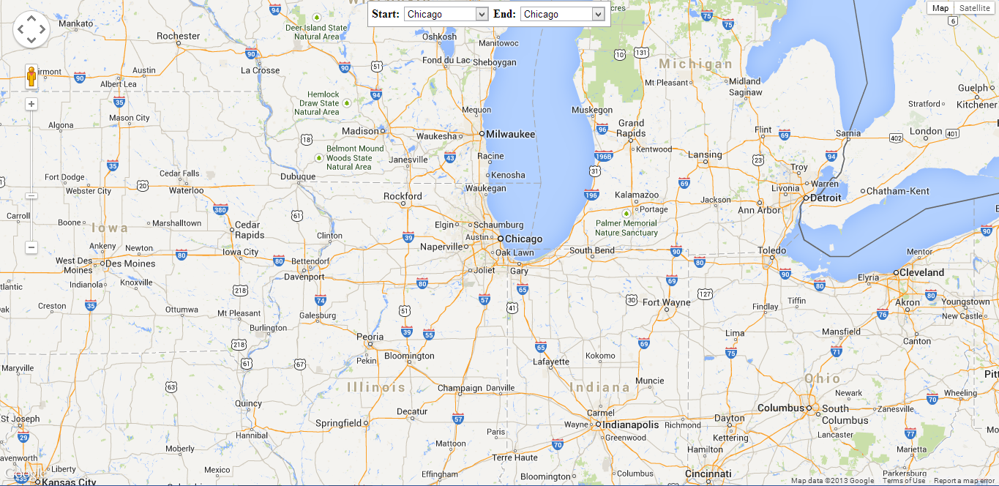 Wisconsin
Start: Chicago End: Chicago
Map Satellite
94
75
75
6
Mankato
Deer Island State
Natural Area
Rochester
Oshkosh
Manitowoc
90
La Crosse
90
51
Fond du Lac
Sheboygan
10
131
Michigan
Austin
90
Albert Lea
Mt Pleasant
Midland
Saginaw
Guelph
Kitchener
35
94
Hemlock
Draw State
Natural Area
Mequon
Muskegon
Stratford
Mason City
Algona
Madison
Waukesha
Milwaukee
96
Grand
Rapids
Flint
69
Sarnia
402
London
401
18
Belmont Mound
Woods State
Natural Area
Janesville
43
Racine
196B
Kentwood
Lansing
23
94
Troy
35
Fort Dodge
Cedar Falls
Dubuque
Kenosha
31
Warren
Webster City
20
Waterloo
Waukegan
69
Livonia
Detroit
Chatham-Kent
Rockford
196
Kalamazoo
Portage
Jackson
Ann Arbor
380
61
Carroll
Boone
Marshalltown
Cedar
Rapids
Iowa
Elgin
Schaumburg
Palmer Memorial
Nature Sanctuary
90
Clinton
39
Austin
Chicago
Ankeny
Newton
Iowa City
Naperville
Oak Lawn
South Bend
90
80
Toledo
Mentor
West Des
Moines
Des Moines
80
80
Bettendorf
Davenport
Joliet
Gary
90
Elyria
Cleveland
Indianola
Knoxville
218
80
65
69
127
80
80
Creston
35
Ottumwa
Mt Pleasant
74
Galesburg
57
51
41
30
Fort Wayne
Findlay
Tiffin
Akron
Youngstown
76
New Castle
Burlington
39
55
Peoria
218
65
69
Lima
Mansfield
Canton
75
71
Pekin
Bloomington
Lafayette
Kokomo
Maryville
61
67
63
Illinois
Champaign
Danville
Indiana
Muncie
Ohio
Newark
70
Wheeling
Quincy
Decatur
57
Carmel
Columbus
South
Columbus
Zanesville
St Joseph
Springfield
Wayne
Indianapolis
Richmond
Dayton
Kettering
29
Hannibal
Paris
Greenwood
Lancaster
77
Moberly
Mattoon
70
Hamilton
Marietta
Terre Haute
Liberty
Mexico
Effingham
Bloomington
Columbus
Cincinnati
Parkersburg
435
Kansas City
Google
Map data ©2013 Google Terms of Use Report a map error